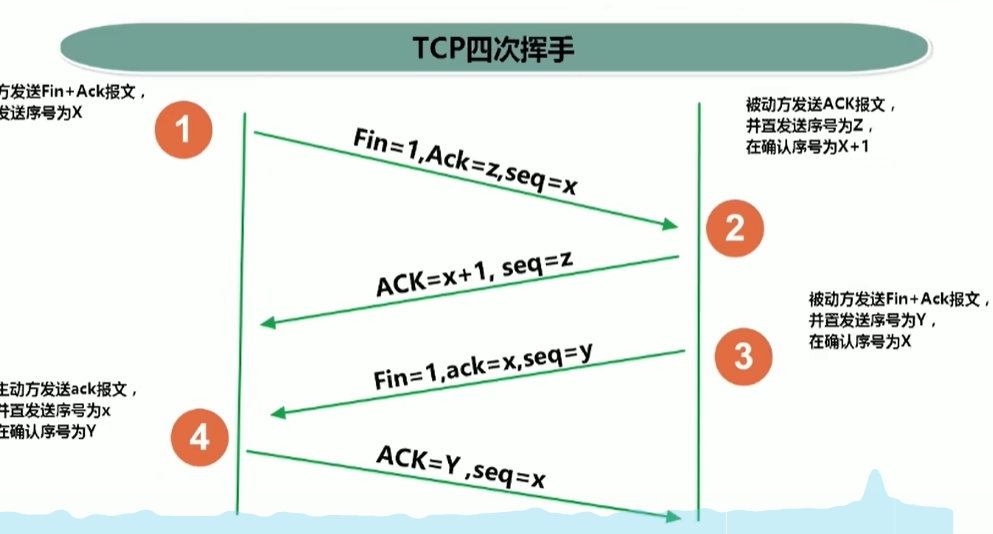 TCP四次挥手
方发送Fin+Ack报文，
发送序号为X
1
Fin=1,Ack=z,seq=x
被动方发送ACK报文，
并直发送序号为Z，
在确认序号为X+1
2
ACK=x+1, seq=z
被动方发送Fin+Ack报文，
并直发送序号为Y，
在确认序号为X
3
Fin=1,ack=x,seq=y
主动方发送ack报文，
并直发送序号为x
在确认序号为Y
4
ACK=Y ,seq=x